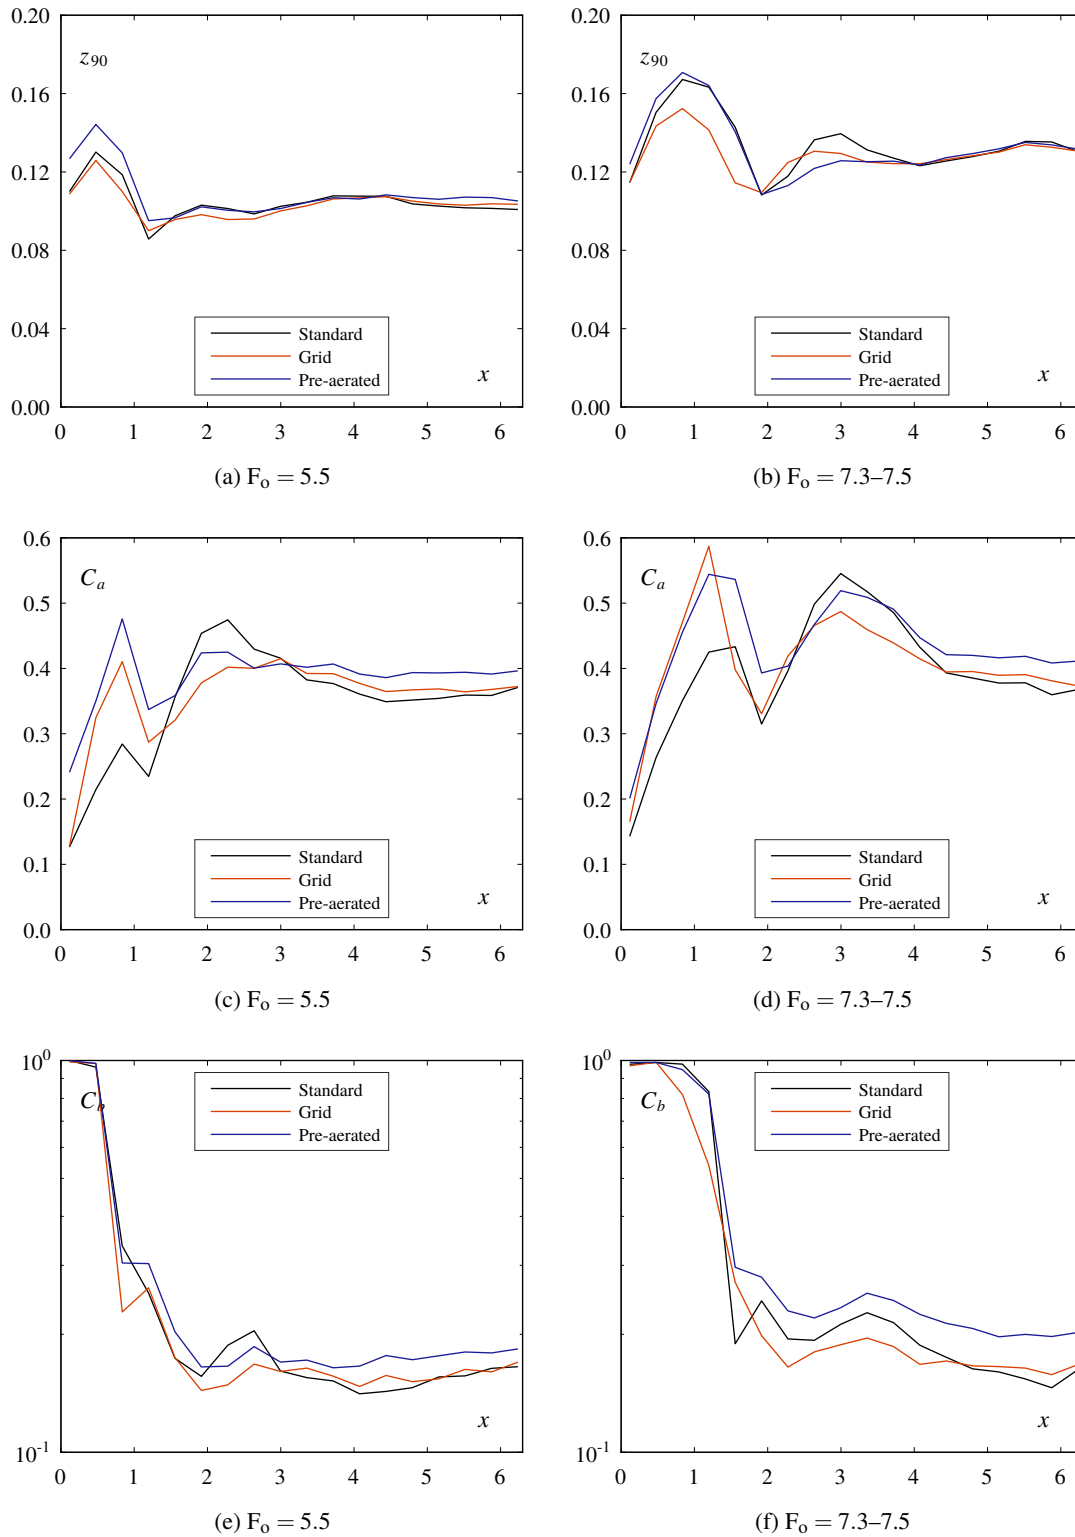 0.20
z90
0.16
0.12
0.08
0.04
0.00
Standard
Grid
Pre-aerated
x
0 1 2 3 4 5 6
(a) Fo = 5.5
0.20
z90
0.16
0.12
0.08
0.04
0.00
Standard
Grid
Pre-aerated
x
0 1 2 3 4 5 6
(b) Fo = 7.3–7.5
0.6
Ca
0.5
0.4
0.3
0.2
0.1
0.0
Standard
Grid
Pre-aerated
x
0 1 2 3 4 5 6
(c) Fo = 5.5
0.6
Ca
0.5
0.4
0.3
0.2
0.1
0.0
Standard
Grid
Pre-aerated
x
0 1 2 3 4 5 6
(d) Fo = 7.3–7.5
10^0
Cb
Standard
Grid
Pre-aerated
x
10^-1
0 1 2 3 4 5 6
(e) Fo = 5.5
10^0
Cb
Standard
Grid
Pre-aerated
x
10^-1
0 1 2 3 4 5 6
(f) Fo = 7.3–7.5